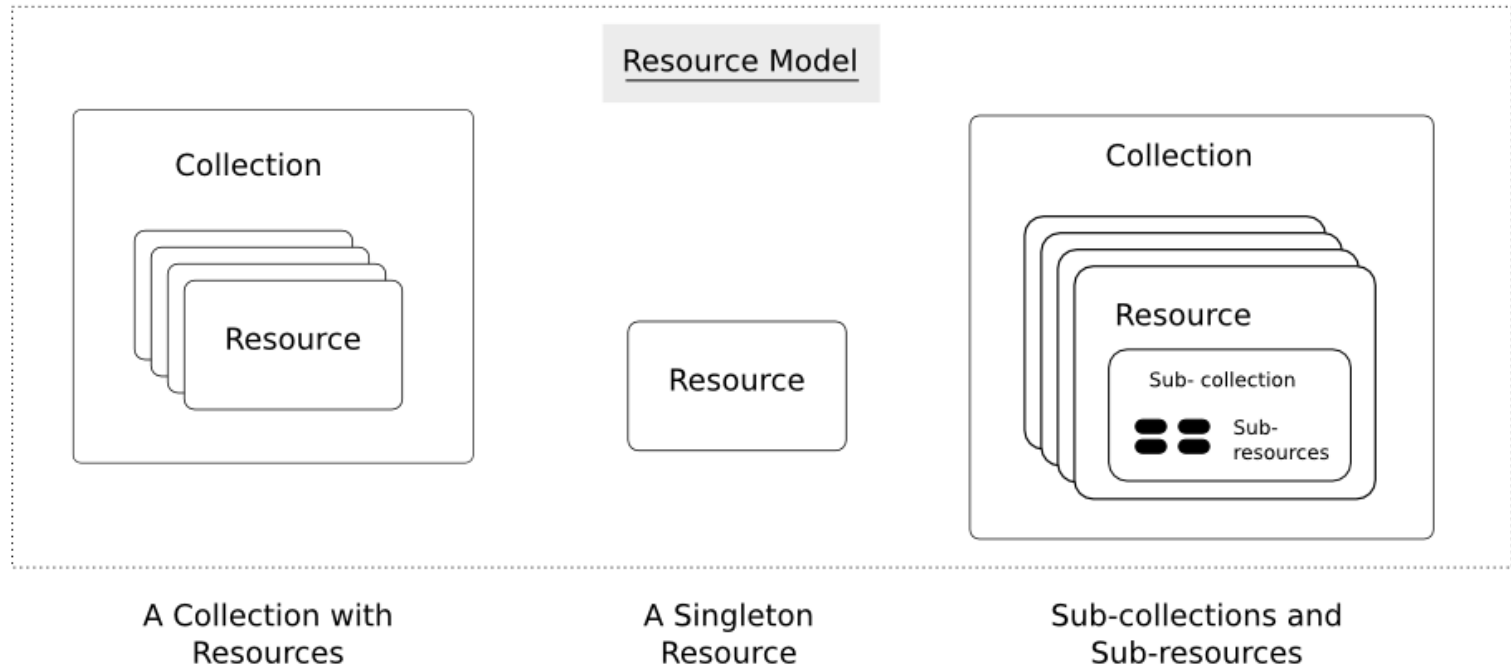 Resource Model
Collection
Resource
Resource
Collection
Resource
Sub- collection
Sub-
resources
A Collection with
Resources
A Singleton
Resource
Sub-collections and
Sub-resources